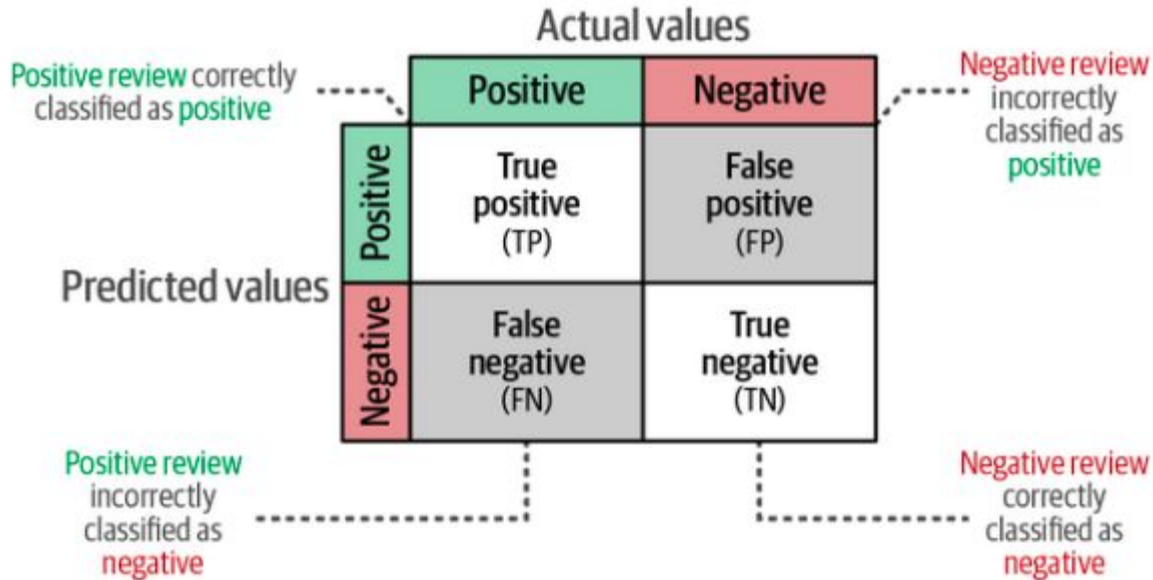 Actual values
Positive review correctly
classified as positive
Positive
Negative
Negative review
incorrectly
classified as
positive
Predicted values
Positive
True
positive
(TP)
False
positive
(FP)
Negative
False
negative
(FN)
True
negative
(TN)
Positive review
incorrectly
classified as
negative
Negative review
correctly
classified as
negative